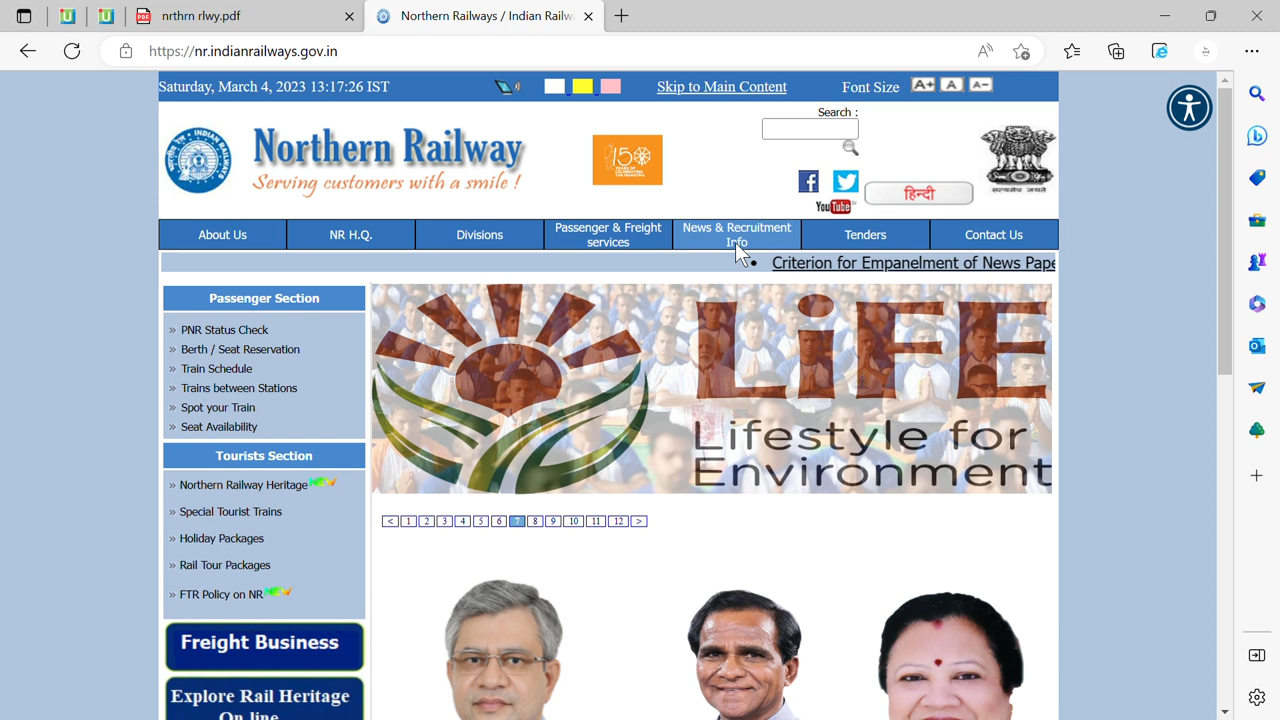 nrthrn rlwy.pdf
Northern Railways / Indian Railw
https://nr.indianrailways.gov.in
Saturday, March 4, 2023 13:17:26 IST
Skip to Main Content
Font Size A+ A A-
Search :
Northern Railway
Serving customers with a smile !
150
YouTube
हिन्दी
About Us
NR H.Q.
Divisions
Passenger & Freight
services
News & Recruitment
Info
Tenders
Contact Us
Criterion for Empanelment of News Pape
Passenger Section
» PNR Status Check
» Berth / Seat Reservation
» Train Schedule
» Trains between Stations
» Spot your Train
» Seat Availability
Tourists Section
» Northern Railway Heritage NEW
» Special Tourist Trains
» Holiday Packages
» Rail Tour Packages
» FTR Policy on NR NEW
Freight Business
Explore Rail Heritage
On line
LiFE
Lifestyle for
Environment
< 1 2 3 4 5 6 7 8 9 10 11 12 >